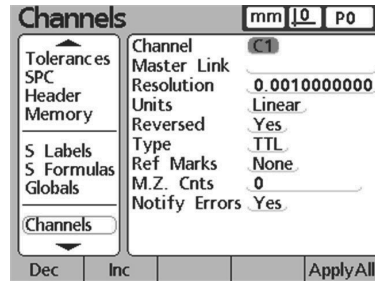 Channels mm 0 P0
Tolerances
SPC
Header
Memory
S Labels
S Formulas
Globals
Channels
Channel C1
Master Link
Resolution 0.0010000000
Units Linear
Reversed Yes
Type TTL
Ref Marks None
M.Z. Cnts 0
Notify Errors Yes
Dec Inc ApplyAll